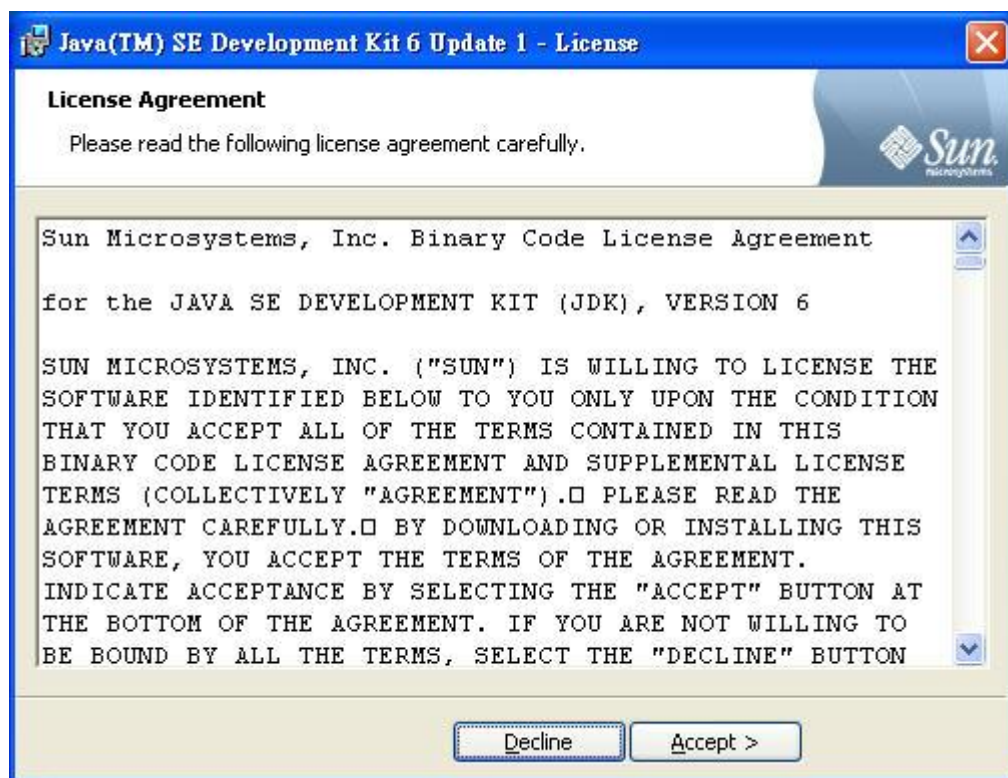 Java(TM) SE Development Kit 6 Update 1 - License
License Agreement
Please read the following license agreement carefully.
Sun
microsystems
Sun Microsystems, Inc. Binary Code License Agreement
for the JAVA SE DEVELOPMENT KIT (JDK), VERSION 6
SUN MICROSYSTEMS, INC. ("SUN") IS WILLING TO LICENSE THE
SOFTWARE IDENTIFIED BELOW TO YOU ONLY UPON THE CONDITION
THAT YOU ACCEPT ALL OF THE TERMS CONTAINED IN THIS
BINARY CODE LICENSE AGREEMENT AND SUPPLEMENTAL LICENSE
TERMS (COLLECTIVELY "AGREEMENT").□ PLEASE READ THE
AGREEMENT CAREFULLY.□ BY DOWNLOADING OR INSTALLING THIS
SOFTWARE, YOU ACCEPT THE TERMS OF THE AGREEMENT.
INDICATE ACCEPTANCE BY SELECTING THE "ACCEPT" BUTTON AT
THE BOTTOM OF THE AGREEMENT. IF YOU ARE NOT WILLING TO
BE BOUND BY ALL THE TERMS, SELECT THE "DECLINE" BUTTON
Decline
Accept >